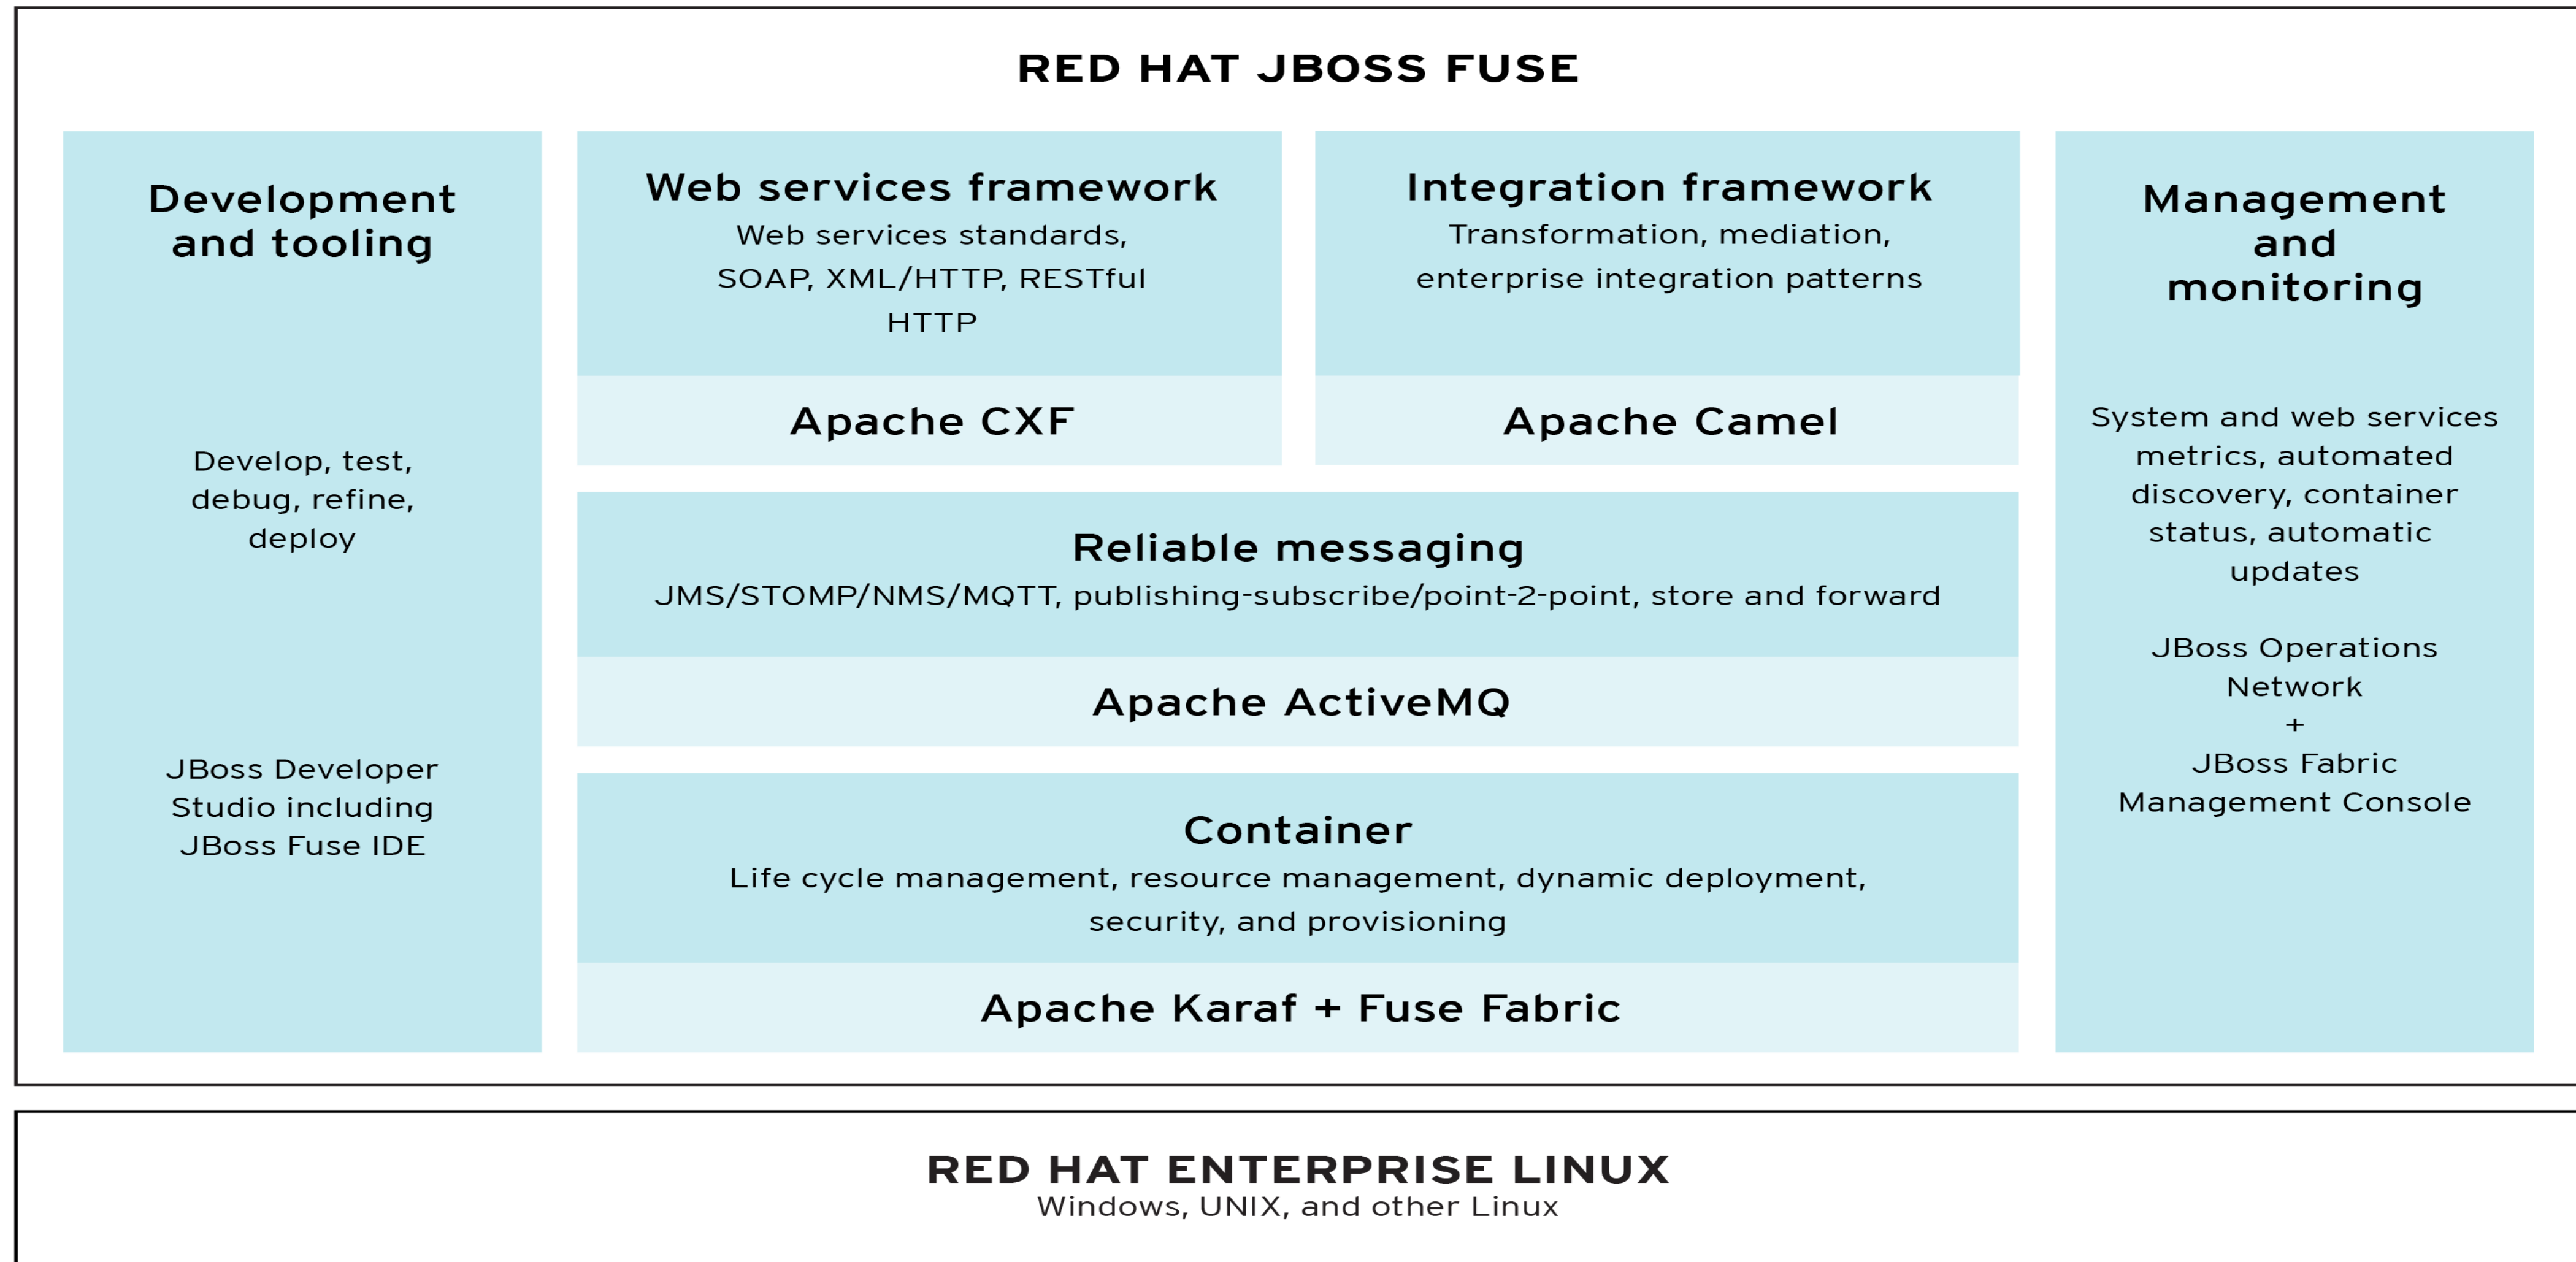 RED HAT JBOSS FUSE
Development
and tooling
Develop, test,
debug, refine,
deploy
JBoss Developer
Studio including
JBoss Fuse IDE
Web services framework
Web services standards,
SOAP, XML/HTTP, RESTful
HTTP
Apache CXF
Integration framework
Transformation, mediation,
enterprise integration patterns
Apache Camel
Reliable messaging
JMS/STOMP/NMS/MQTT, publishing-subscribe/point-2-point, store and forward
Apache ActiveMQ
Container
Life cycle management, resource management, dynamic deployment,
security, and provisioning
Apache Karaf + Fuse Fabric
Management
and
monitoring
System and web services
metrics, automated
discovery, container
status, automatic
updates
JBoss Operations
Network
+
JBoss Fabric
Management Console
RED HAT ENTERPRISE LINUX
Windows, UNIX, and other Linux